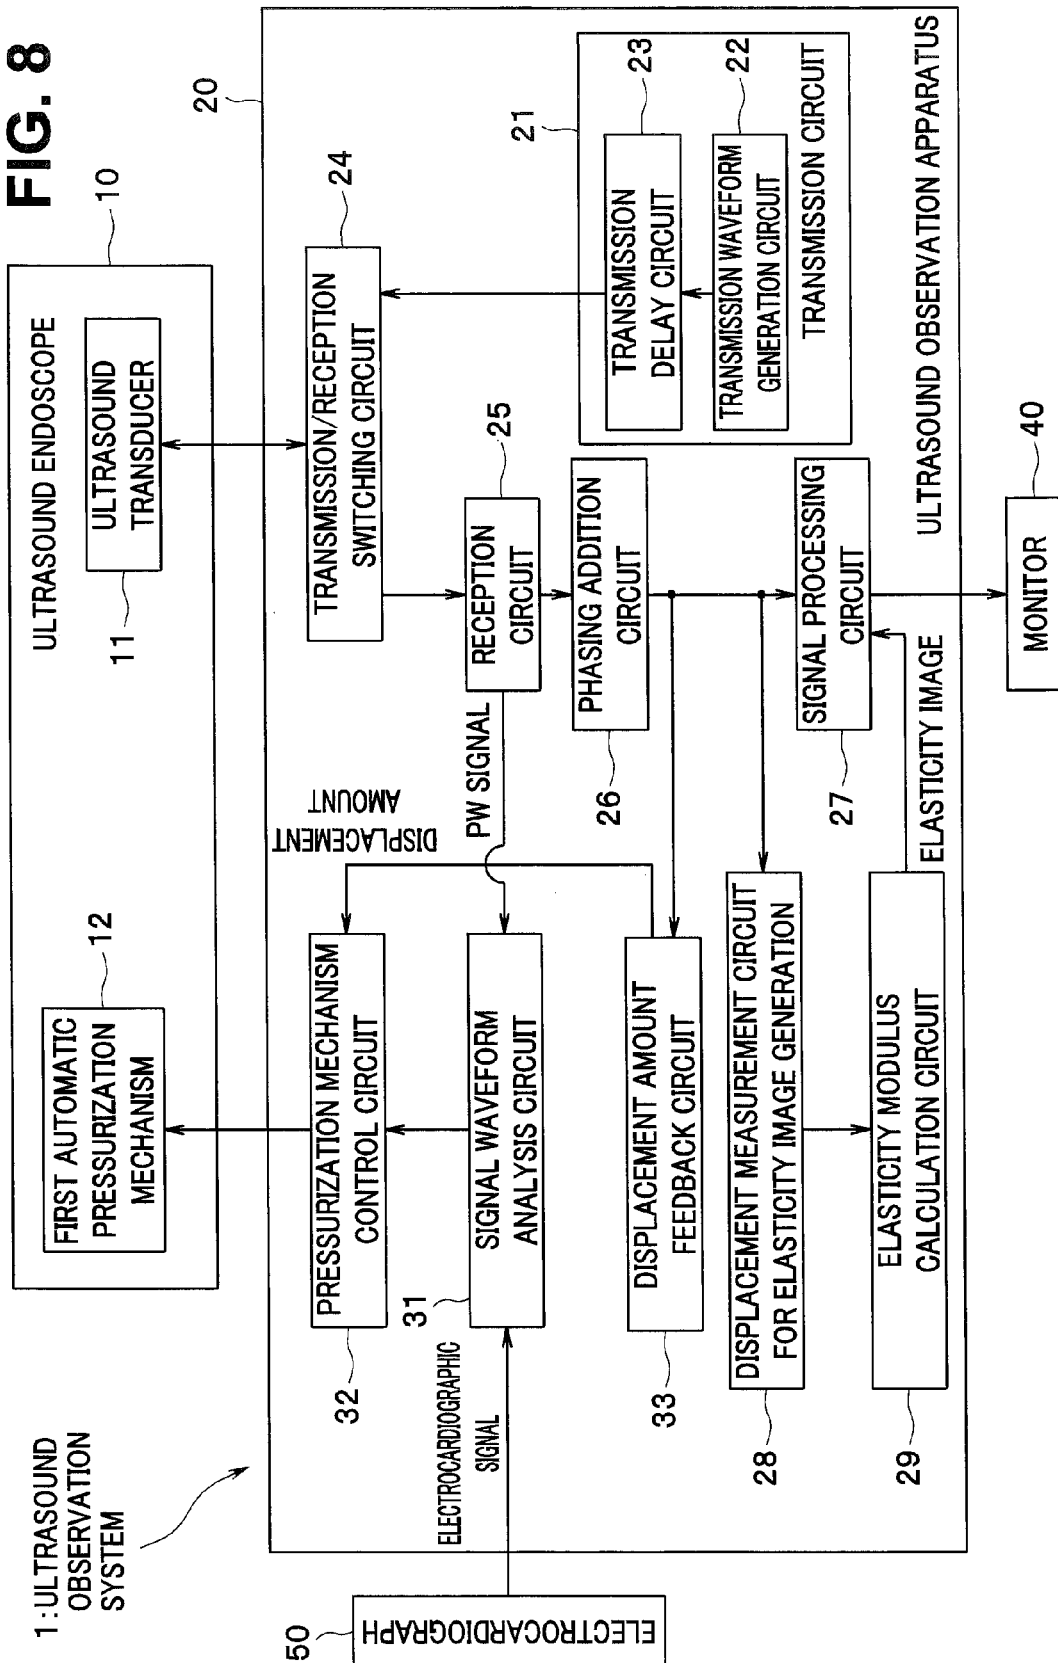 FIG. 8
1:ULTRASOUND
OBSERVATION
SYSTEM
ULTRASOUND ENDOSCOPE
10
FIRST AUTOMATIC
PRESSURIZATION
MECHANISM
12
ULTRASOUND
TRANSDUCER
11
20
PRESSURIZATION MECHANISM
CONTROL CIRCUIT
32
DISPLACEMENT
AMOUNT
TRANSMISSION/RECEPTION
SWITCHING CIRCUIT
24
50
ELECTROCARDIOGRAPH
ELECTROCARDIOGRAPHIC
SIGNAL
31
SIGNAL WAVEFORM
ANALYSIS CIRCUIT
PW SIGNAL
RECEPTION
CIRCUIT
25
21
DISPLACEMENT AMOUNT
FEEDBACK CIRCUIT
33
PHASING ADDITION
CIRCUIT
26
TRANSMISSION
DELAY CIRCUIT
23
TRANSMISSION WAVEFORM
GENERATION CIRCUIT
22
TRANSMISSION CIRCUIT
DISPLACEMENT MEASUREMENT CIRCUIT
FOR ELASTICITY IMAGE GENERATION
28
SIGNAL PROCESSING
CIRCUIT
27
ELASTICITY MODULUS
CALCULATION CIRCUIT
29
ELASTICITY IMAGE
ULTRASOUND OBSERVATION APPARATUS
MONITOR
40